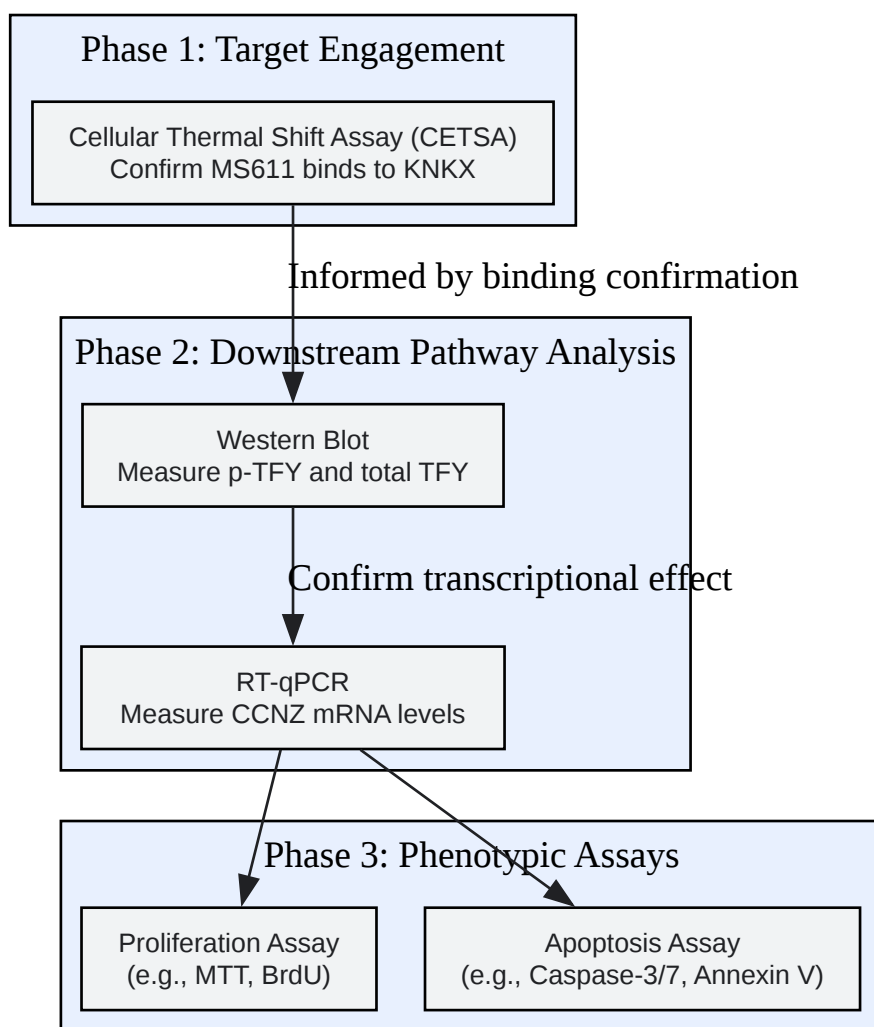 Phase 1: Target Engagement
Cellular Thermal Shift Assay (CETSA)
Confirm MS611 binds to KNKX
Informed by binding confirmation
Phase 2: Downstream Pathway Analysis
Western Blot
Measure p-TFY and total TFY
Confirm transcriptional effect
RT-qPCR
Measure CCNZ mRNA levels
Phase 3: Phenotypic Assays
Proliferation Assay
(e.g., MTT, BrdU)
Apoptosis Assay
(e.g., Caspase-3/7, Annexin V)